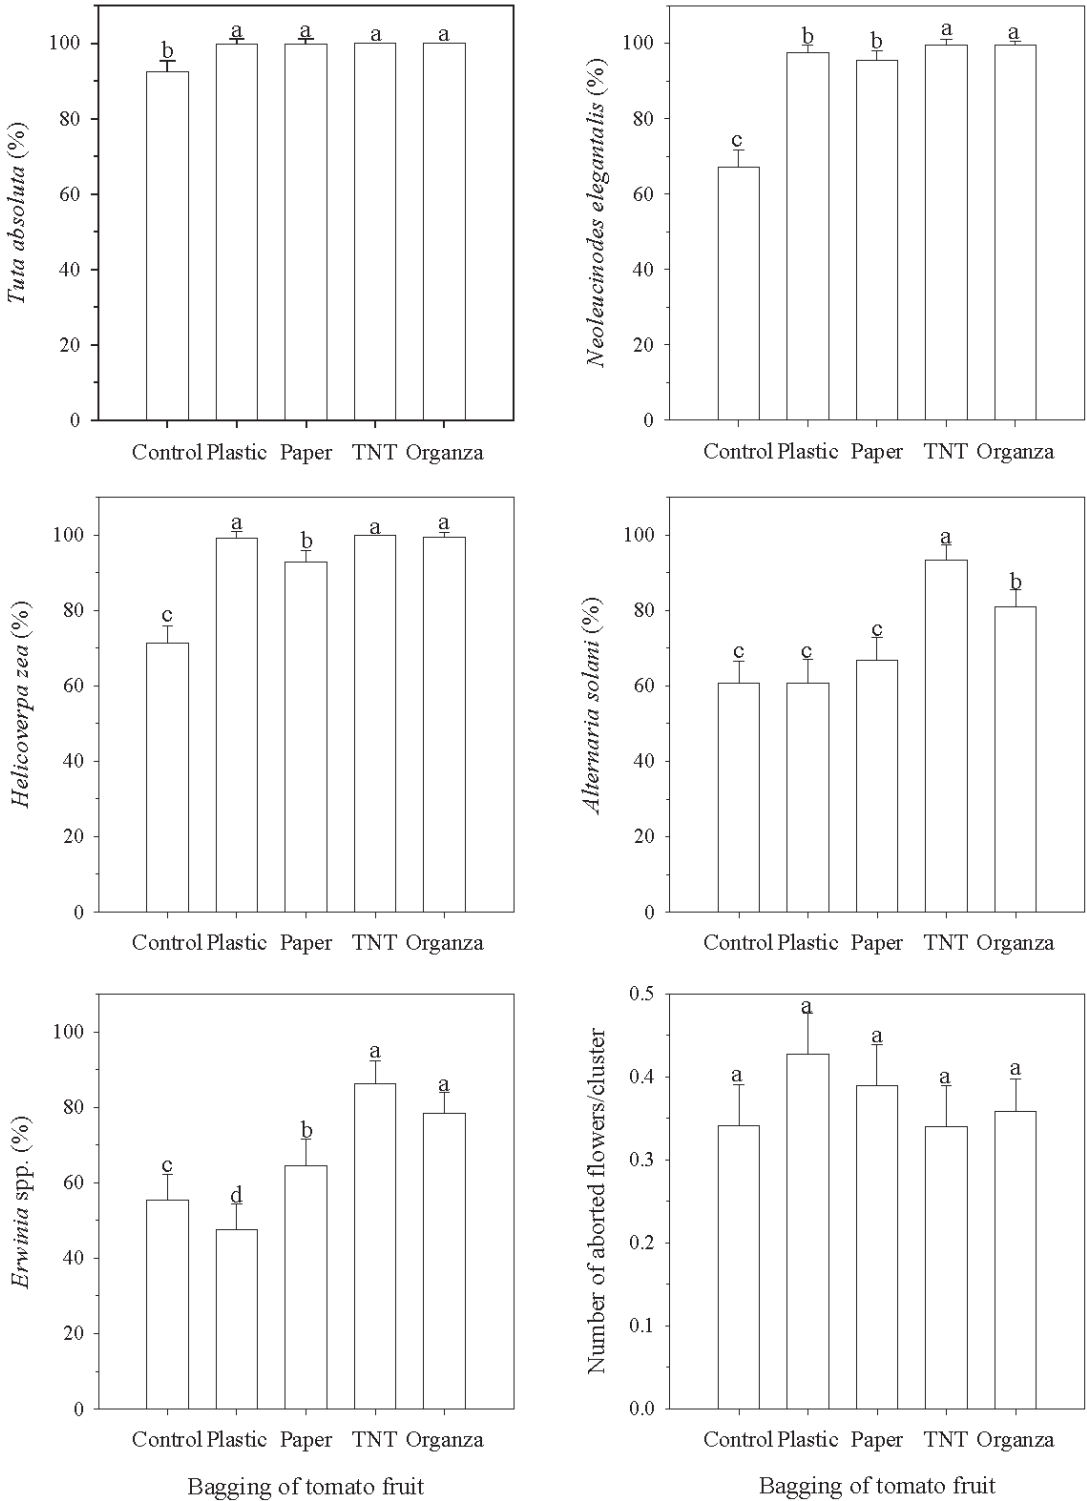 Tuta absoluta (%)
100
80
60
40
20
0
b a a a a
Control Plastic Paper TNT Organza
Neoleucinodes elegantalis (%)
100
80
60
40
20
0
c b b a a
Control Plastic Paper TNT Organza
Helicoverpa zea (%)
100
80
60
40
20
0
c a b a a
Control Plastic Paper TNT Organza
Alternaria solani (%)
100
80
60
40
20
0
c c c a b
Control Plastic Paper TNT Organza
Erwinia spp. (%)
100
80
60
40
20
0
c d b a a
Control Plastic Paper TNT Organza
Bagging of tomato fruit
Number of aborted flowers/cluster
0.5
0.4
0.3
0.2
0.1
0.0
a a a a a
Control Plastic Paper TNT Organza
Bagging of tomato fruit